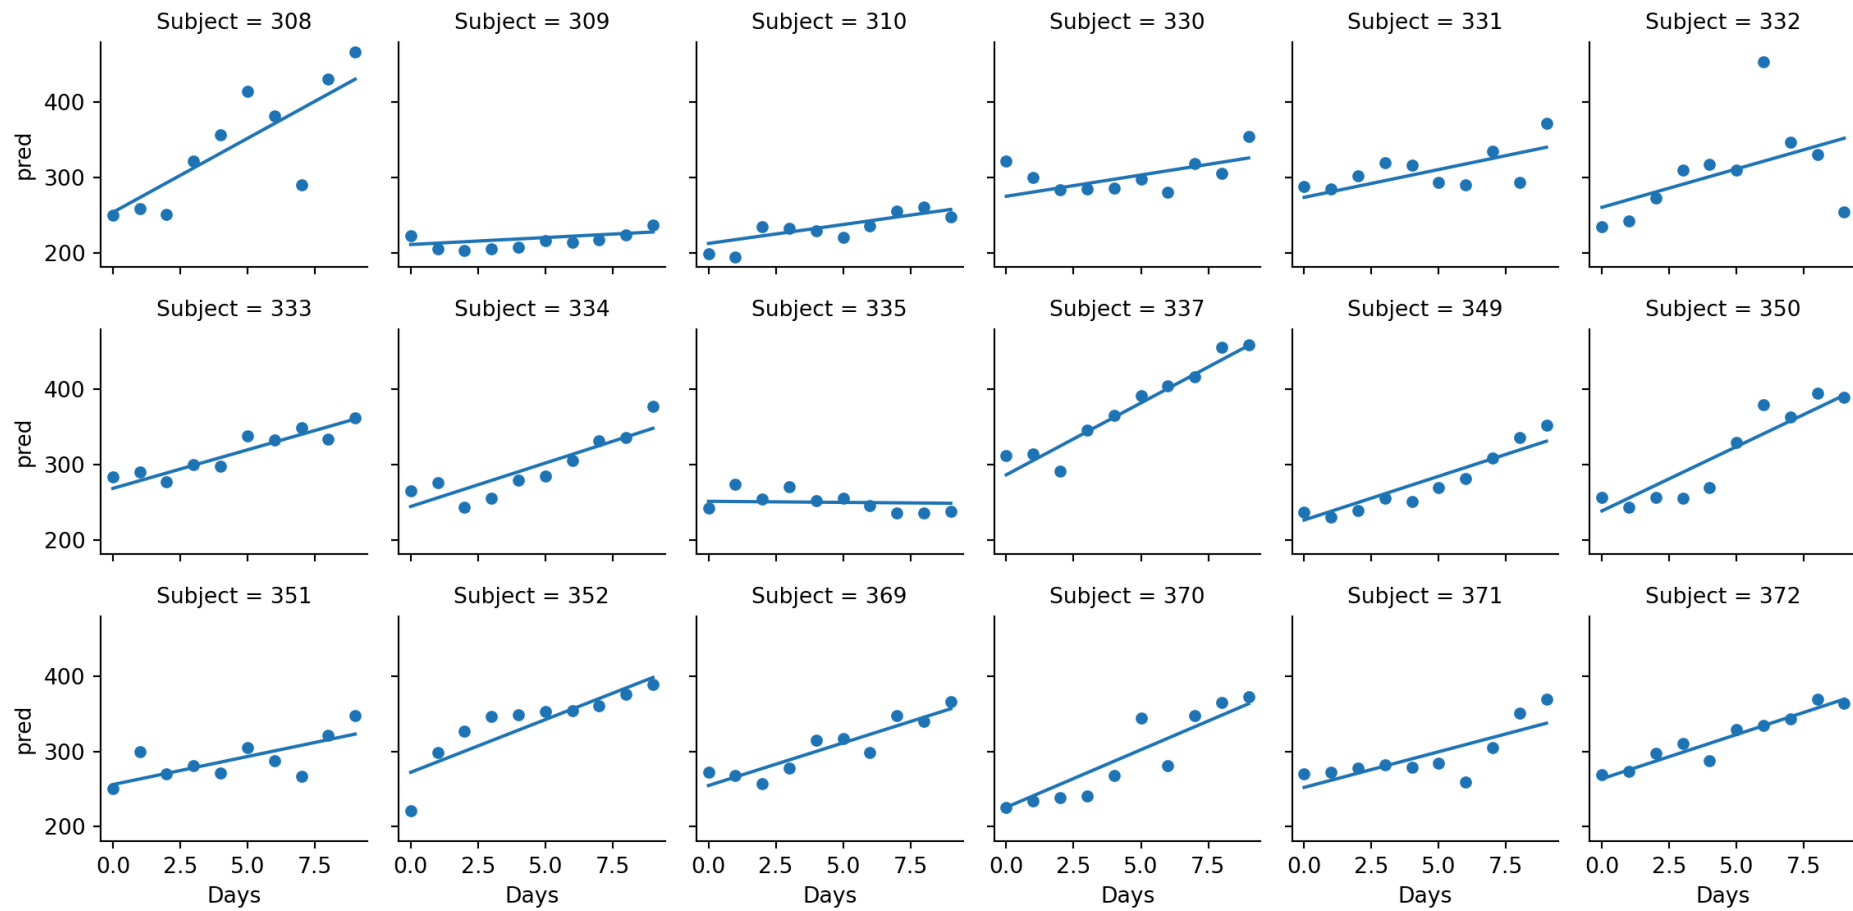 Subject = 308 Subject = 309 Subject = 310 Subject = 330 Subject = 331 Subject = 332
400
300
200
pred
Subject = 333 Subject = 334 Subject = 335 Subject = 337 Subject = 349 Subject = 350
400
300
200
pred
Subject = 351 Subject = 352 Subject = 369 Subject = 370 Subject = 371 Subject = 372
400
300
200
pred
0.0 2.5 5.0 7.5 0.0 2.5 5.0 7.5 0.0 2.5 5.0 7.5 0.0 2.5 5.0 7.5 0.0 2.5 5.0 7.5 0.0 2.5 5.0 7.5
Days Days Days Days Days Days